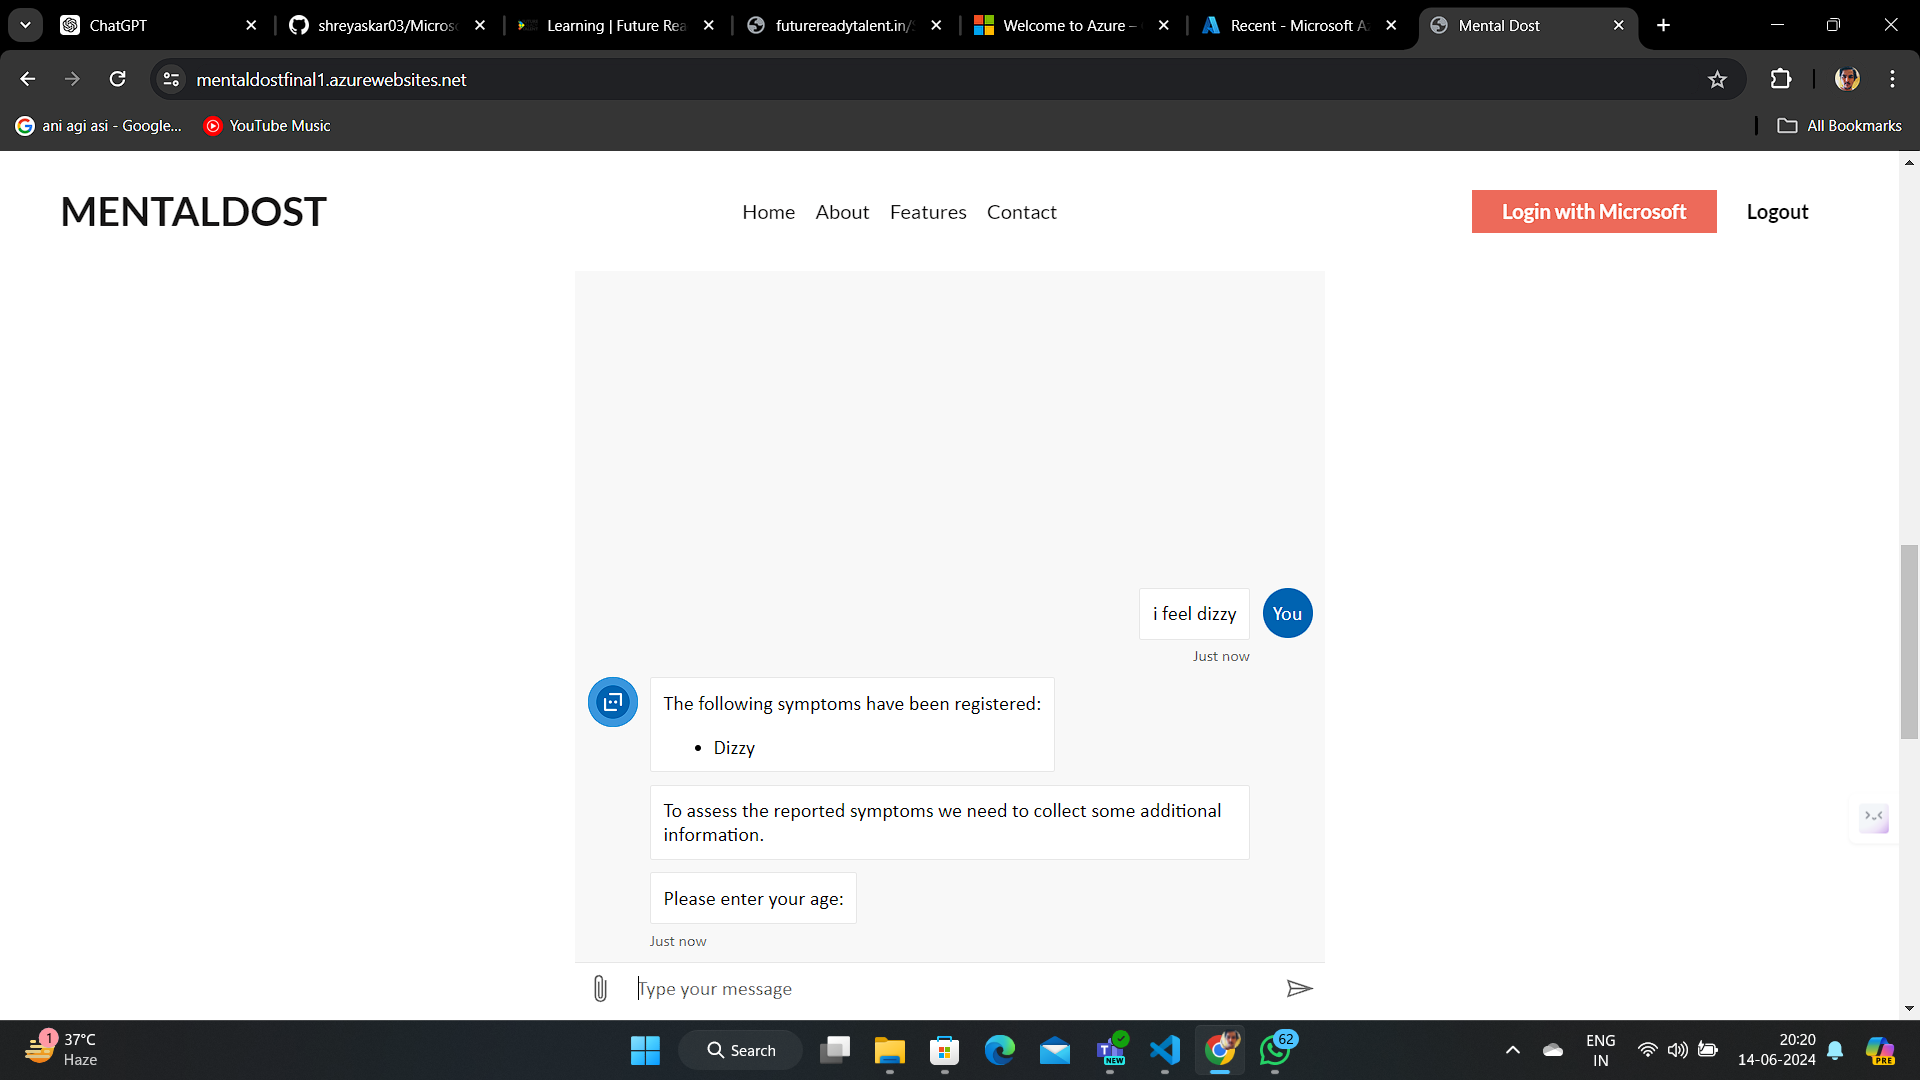 ChatGPT
shreyaskar03/Micros
Learning | Future Rea
futurereadytalent.in/
Welcome to Azure –
Recent - Microsoft A
Mental Dost
mentaldostfinal1.azurewebsites.net
ani agi asi - Google...
YouTube Music
All Bookmarks
MENTALDOST
Home
About
Features
Contact
Login with Microsoft
Logout
i feel dizzy
You
Just now
The following symptoms have been registered:
• Dizzy
To assess the reported symptoms we need to collect some additional
information.
Please enter your age:
Just now
Type your message
1
37°C
Haze
Search
NEW
62
ENG
IN
20:20
14-06-2024
PRE